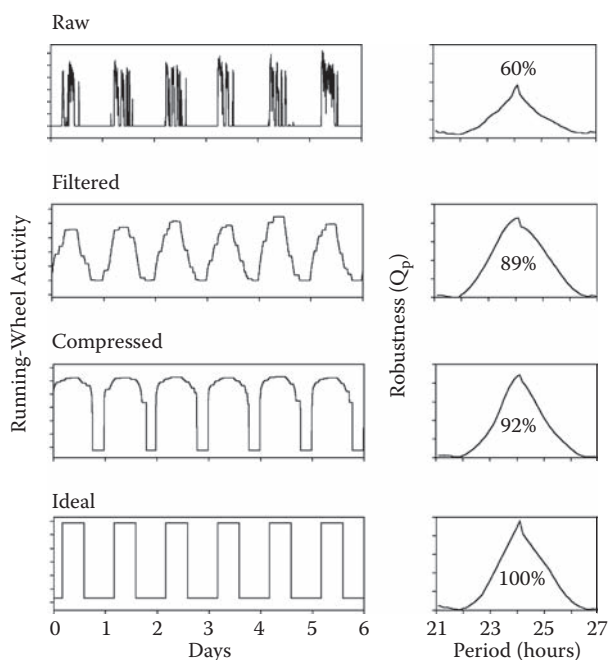 Raw
60%
Filtered
89%
Running-Wheel Activity
Robustness (Qp)
Compressed
92%
Ideal
100%
0 1 2 3 4 5 6
Days
21 23 25 27
Period (hours)